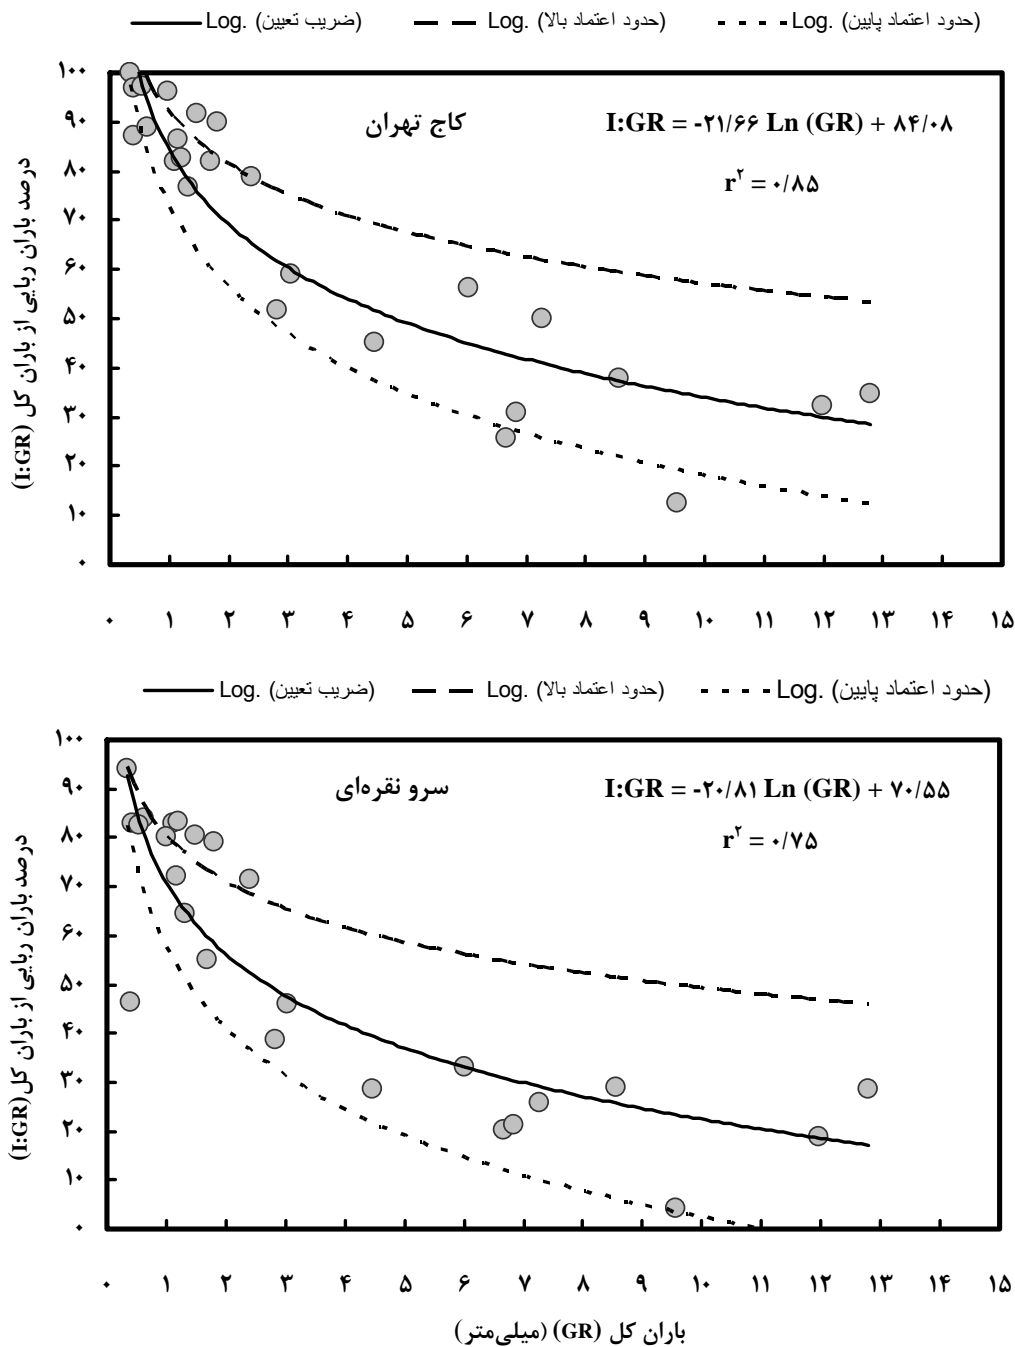 Log. (ضریب تعیین) Log. (حدود اعتماد بالا) Log. (حدود اعتماد پایین)
کاج تهران
I:GR = -۲۱/۶۶ Ln (GR) + ۸۴/۰۸
r² = ۰/۸۵
درصد باران ربایی از باران کل (I:GR)
۱۰۰
۹۰
۸۰
۷۰
۶۰
۵۰
۴۰
۳۰
۲۰
۱۰
۰
۰ ۱ ۲ ۳ ۴ ۵ ۶ ۷ ۸ ۹ ۱۰ ۱۱ ۱۲ ۱۳ ۱۴ ۱۵
Log. (ضریب تعیین) Log. (حدود اعتماد بالا) Log. (حدود اعتماد پایین)
سرو نقره‌ای
I:GR = -۲۰/۸۱ Ln (GR) + ۷۰/۵۵
r² = ۰/۷۵
درصد باران ربایی از باران کل (I:GR)
۱۰۰
۹۰
۸۰
۷۰
۶۰
۵۰
۴۰
۳۰
۲۰
۱۰
۰
۰ ۱ ۲ ۳ ۴ ۵ ۶ ۷ ۸ ۹ ۱۰ ۱۱ ۱۲ ۱۳ ۱۴ ۱۵
باران کل (GR) (میلی‌متر)